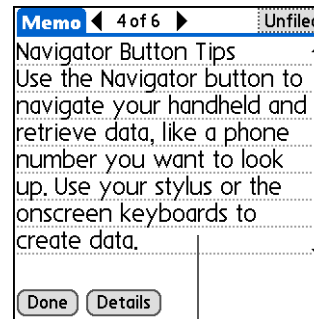 Memo 4 of 6 Unfiled
Navigator Button Tips
Use the Navigator button to
navigate your handheld and
retrieve data, like a phone
number you want to look
up. Use your stylus or the
onscreen keyboards to
create data.
Done Details